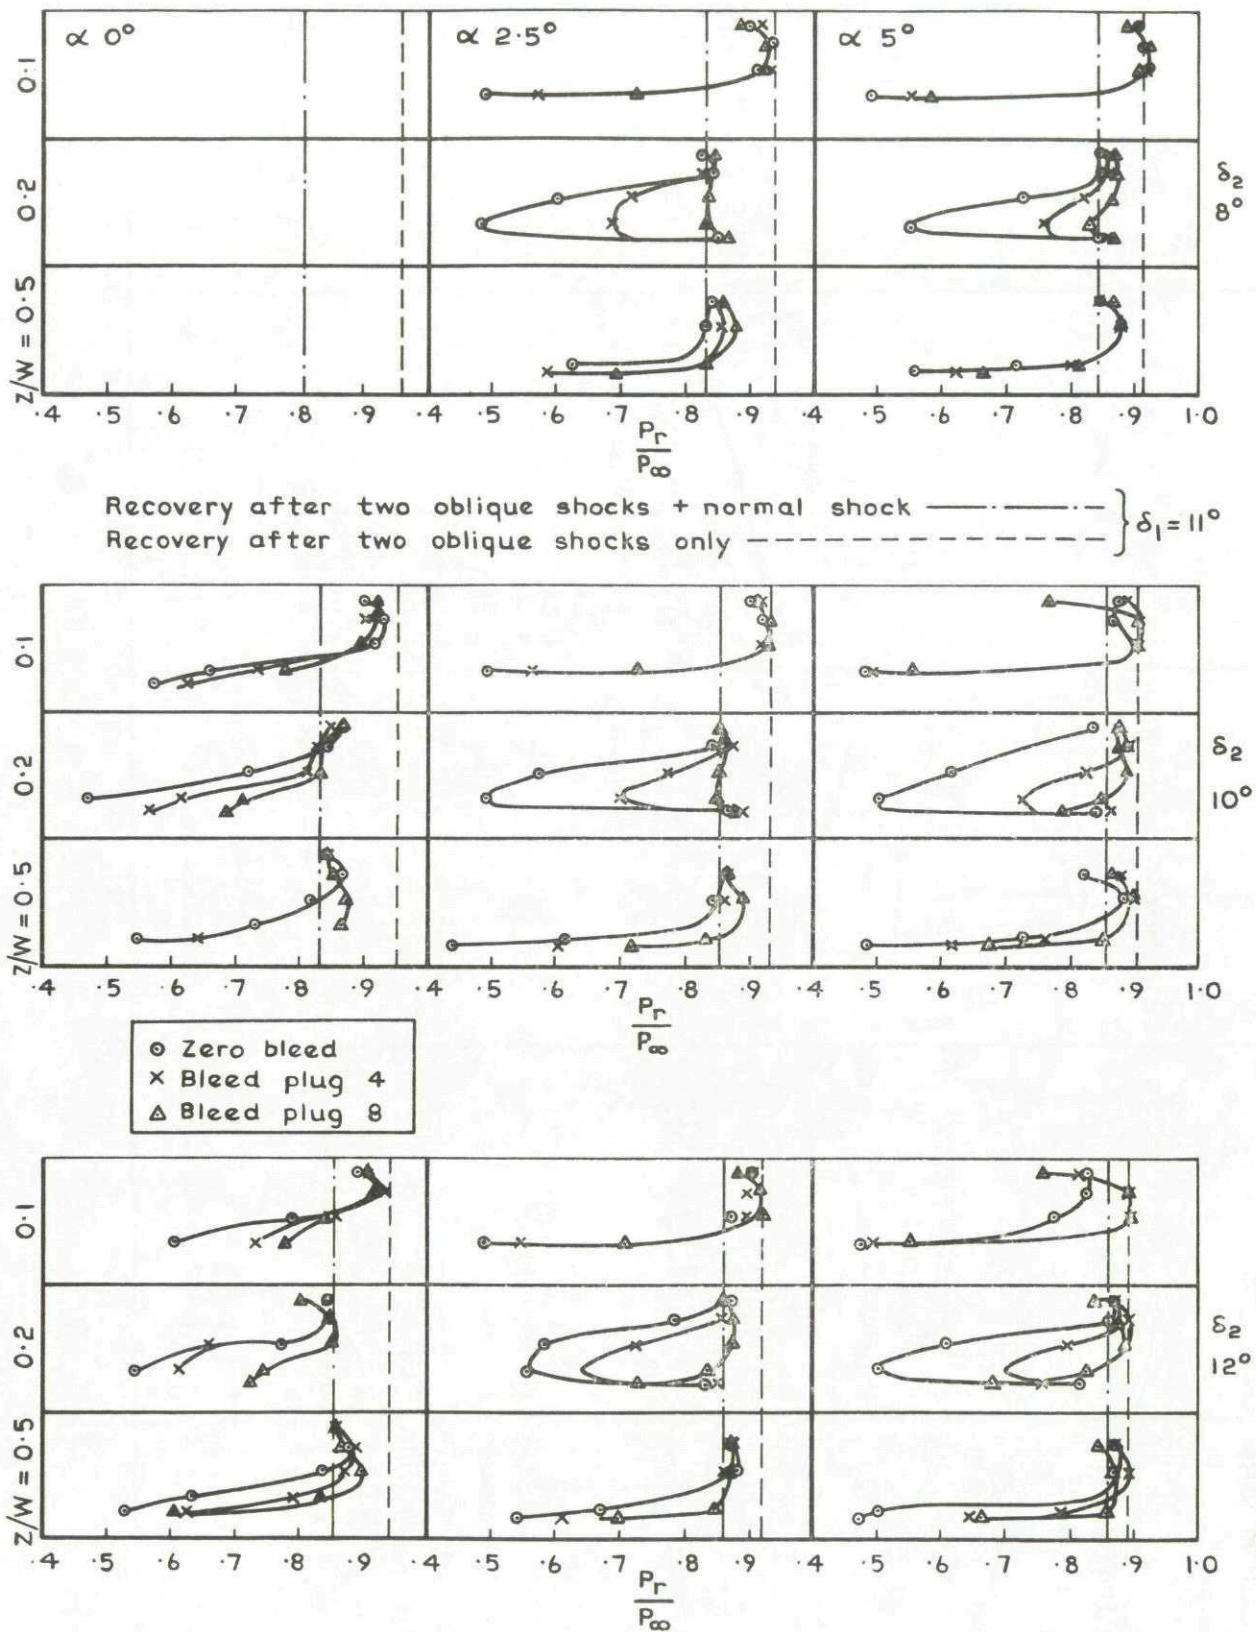 α 0° α 2·5° α 5°
0·1
0·2
Z/W = 0·5
δ2
8°
·4 ·5 ·6 ·7 ·8 ·9 ·4 ·5 ·6 ·7 ·8 ·9 ·4 ·5 ·6 ·7 ·8 ·9 1·0
Pr
P∞
Recovery after two oblique shocks + normal shock
Recovery after two oblique shocks only
δ1 = 11°
0·1
0·2
Z/W = 0·5
δ2
10°
·4 ·5 ·6 ·7 ·8 ·9 ·4 ·5 ·6 ·7 ·8 ·9 ·4 ·5 ·6 ·7 ·8 ·9 1·0
Pr
P∞
Zero bleed
Bleed plug 4
Bleed plug 8
0·1
0·2
Z/W = 0·5
δ2
12°
·4 ·5 ·6 ·7 ·8 ·9 ·4 ·5 ·6 ·7 ·8 ·9 ·4 ·5 ·6 ·7 ·8 ·9 1·0
Pr
P∞